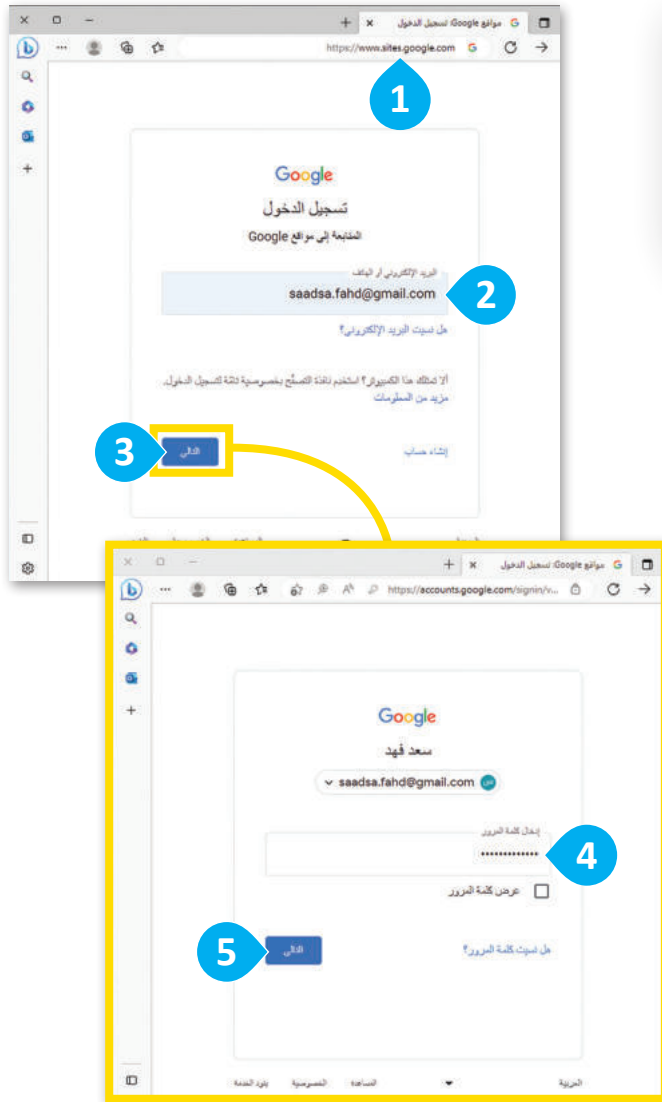 مواقع Google: تسجيل الدخول
https://www.sites.google.com
1
Google
تسجيل الدخول
المتابعة إلى مواقع Google
البريد الإلكتروني أو الهاتف
saadsa.fahd@gmail.com
2
هل نسيت البريد الإلكتروني؟
ألا تمتلك هذا الكمبيوتر؟ استخدم نافذة التصفُّح بخصوصية تامّة لتسجيل الدخول.
مزيد من المعلومات
إنشاء حساب
التالي
3
مواقع Google: تسجيل الدخول
https://accounts.google.com/signin/v...
Google
سعد فهد
saadsa.fahd@gmail.com
إدخال كلمة المرور
•••••••••••••
4
عرض كلمة المرور
هل نسيت كلمة المرور؟
التالي
5
العربية
المساعدة
الخصوصية
بنود الخدمة